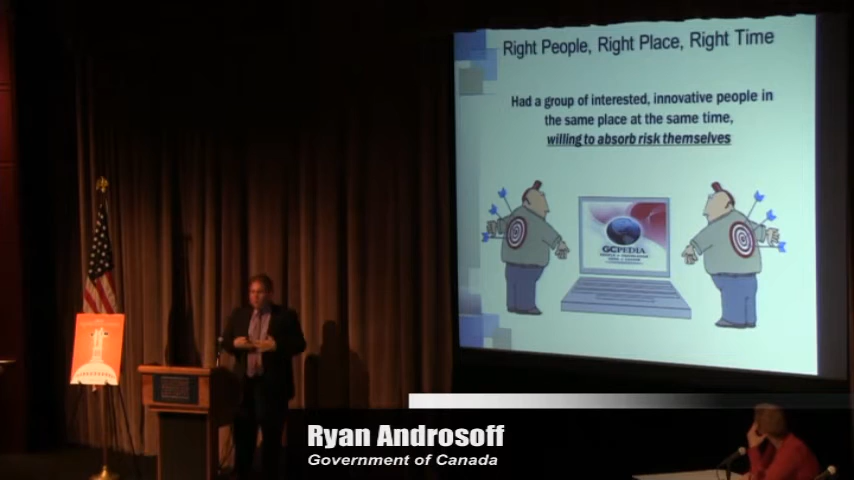 Right People, Right Place, Right Time
Had a group of interested, innovative people in
the same place at the same time,
willing to absorb risk themselves
GCPEDIA
Ryan Androsoff
Government of Canada